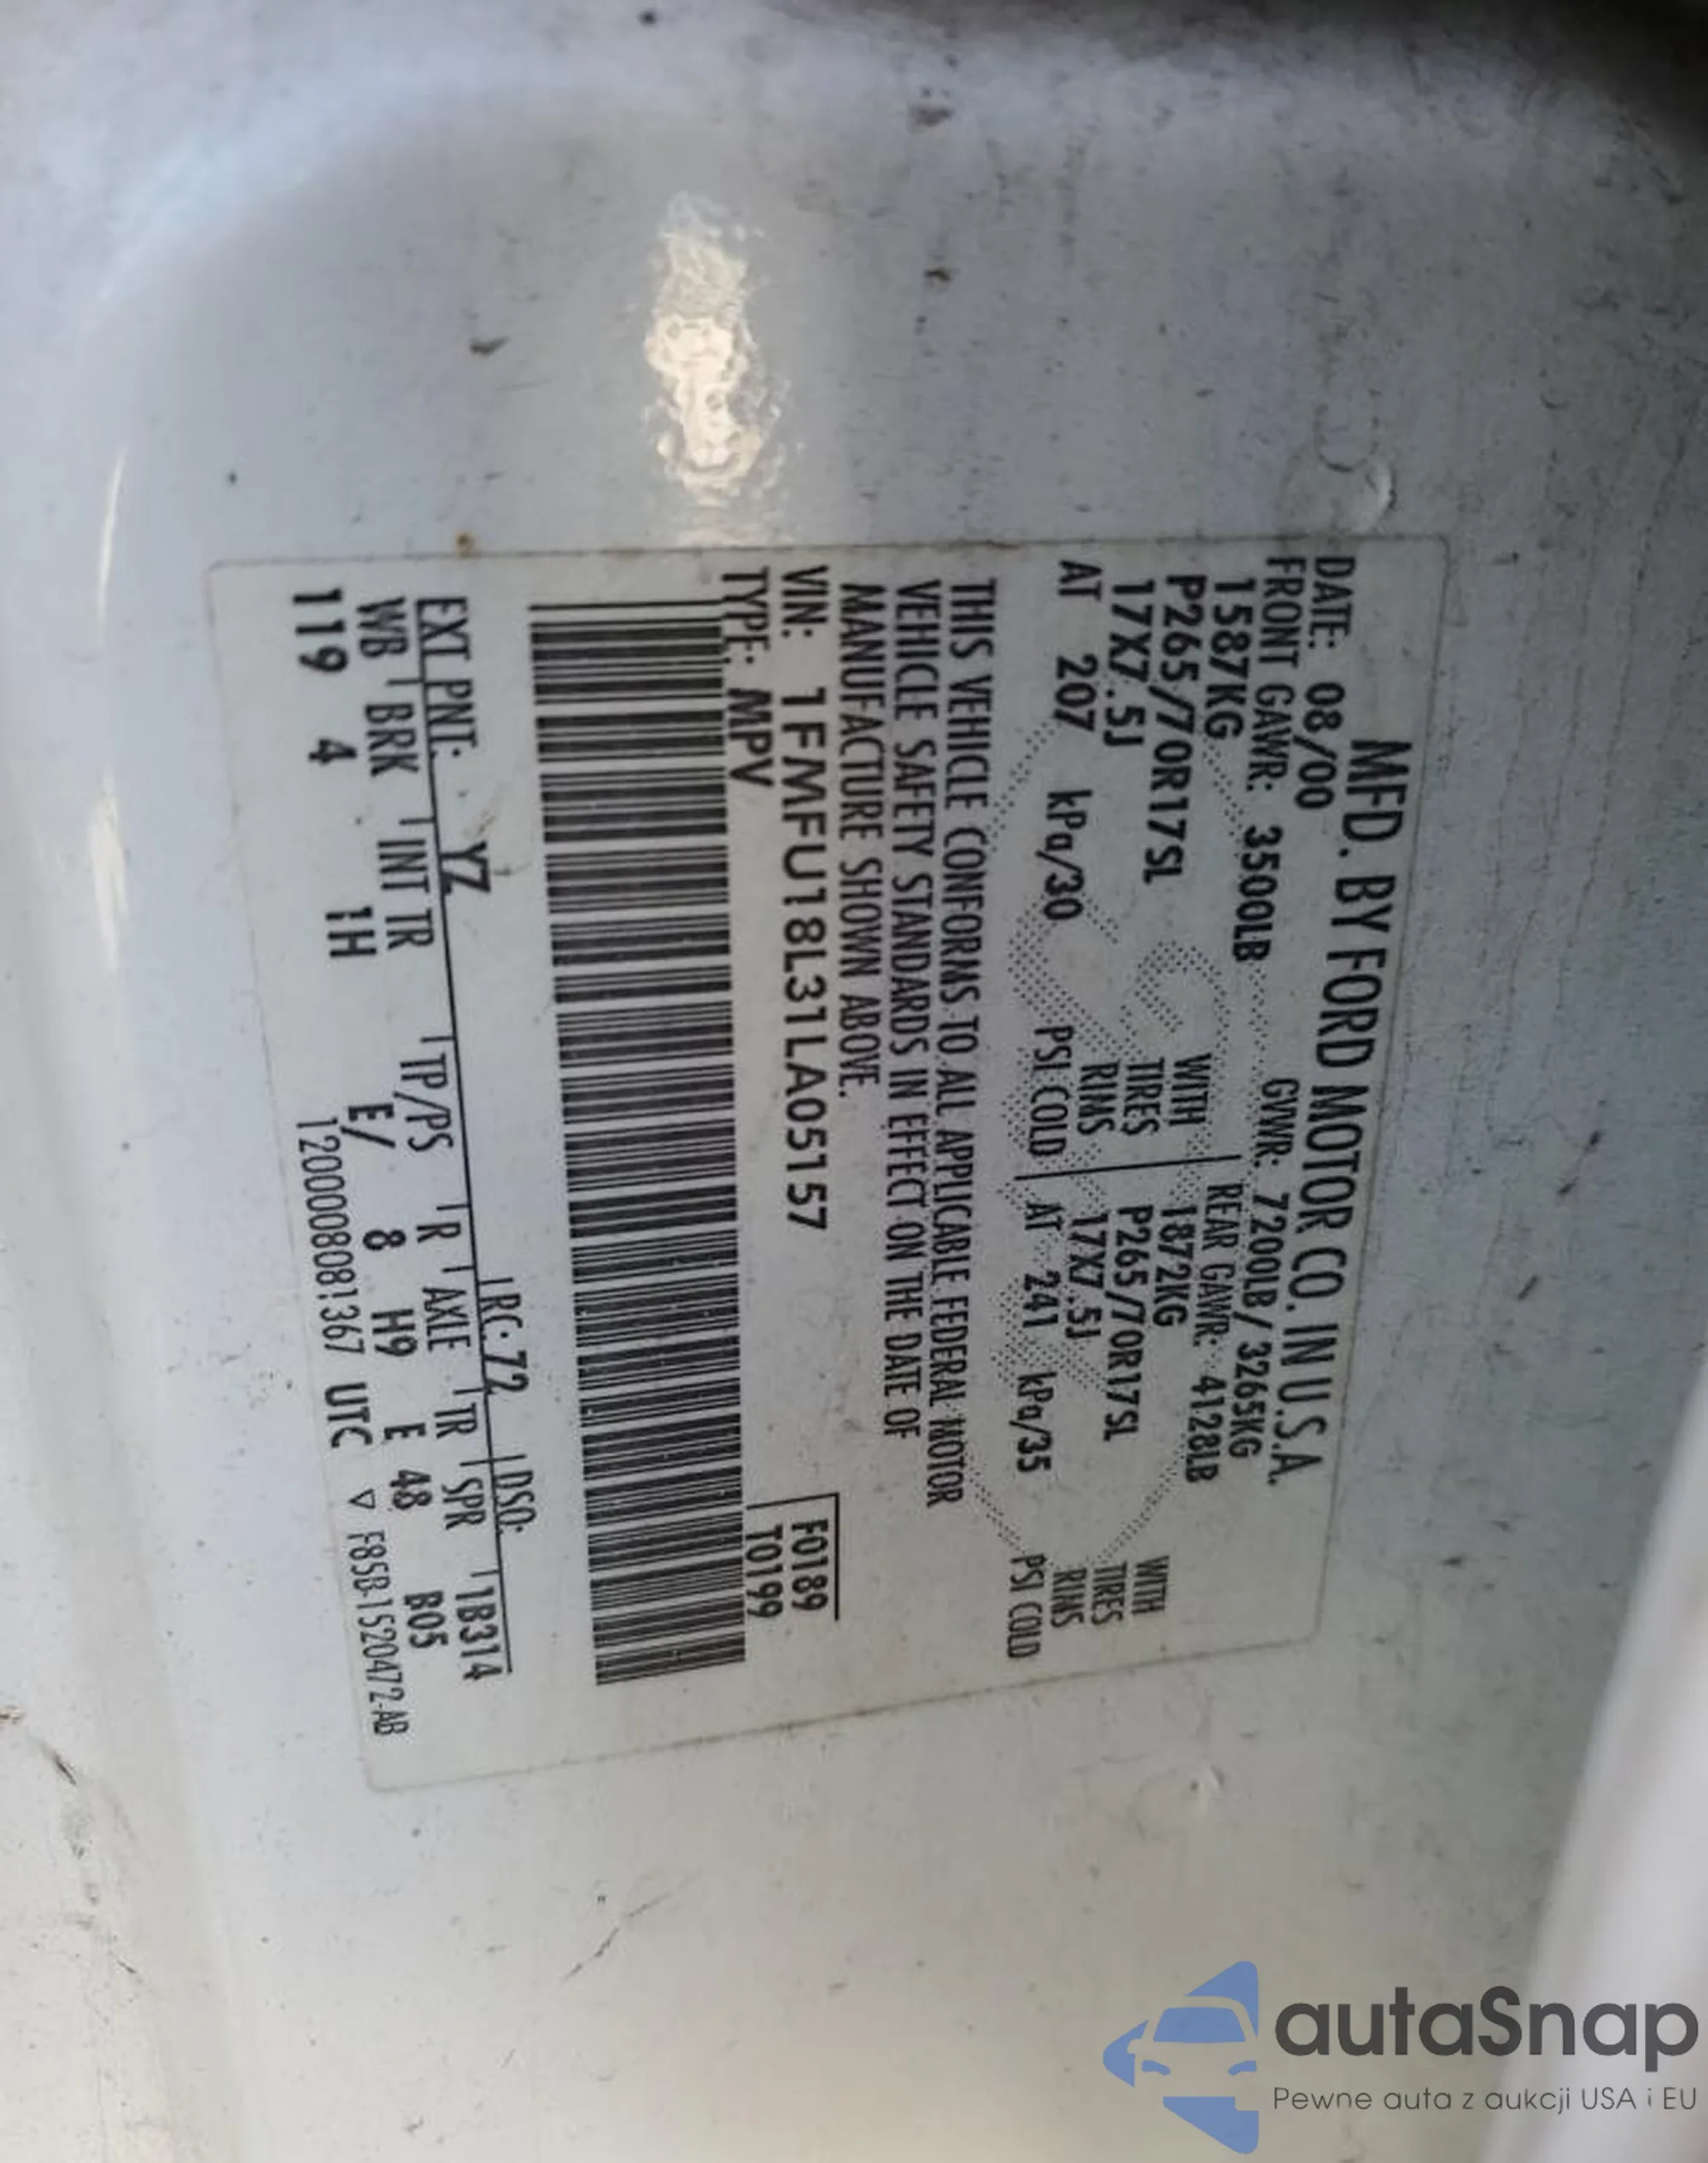 MFD. BY FORD MOTOR CO. IN U.S.A.
DATE: 08/00 GVWR: 7200LB/3265KG
FRONT GAWR: 3500LB REAR GAWR: 4128LB
1587KG WITH 1872KG WITH
P265/70R17SL TIRES P265/70R17SL TIRES
17X7.5J RIMS 17X7.5J RIMS
AT 207 kPa/30 PSI COLD AT 241 kPa/35 PSI COLD
THIS VEHICLE CONFORMS TO ALL APPLICABLE FEDERAL MOTOR
VEHICLE SAFETY STANDARDS IN EFFECT ON THE DATE OF
MANUFACTURE SHOWN ABOVE.
VIN: 1FMFU18L31LA05157 F0189
TYPE: MPV T0199
EXT PNT: YZ RC: 72 DSO:
WB BRK INT TR TP/PS R AXLE TR SPR 1B314
119 4 1H E/ 8 H9 E 48 B05
1200008081367 UTC ▽ F85B-1520472-AB
autaSnap
Pewne auta z aukcji USA i EU